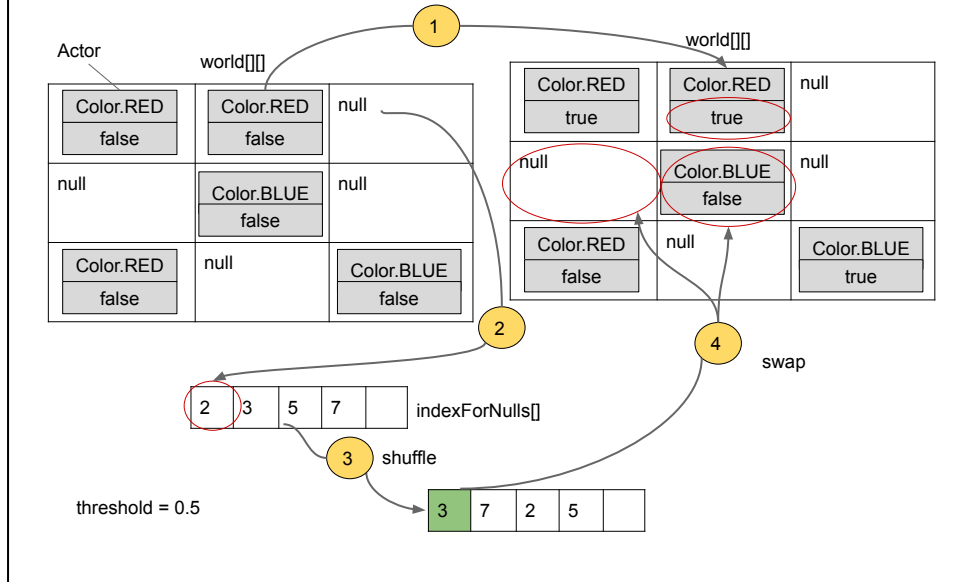 1
Actor
world[][]
world[][]
Color.RED
false
Color.RED
false
null
null
Color.BLUE
false
null
Color.RED
false
null
Color.BLUE
false
Color.RED
true
Color.RED
true
null
null
Color.BLUE
false
null
Color.RED
false
null
Color.BLUE
true
2
4
swap
2 3 5 7
indexForNulls[]
3
shuffle
threshold = 0.5
3 7 2 5